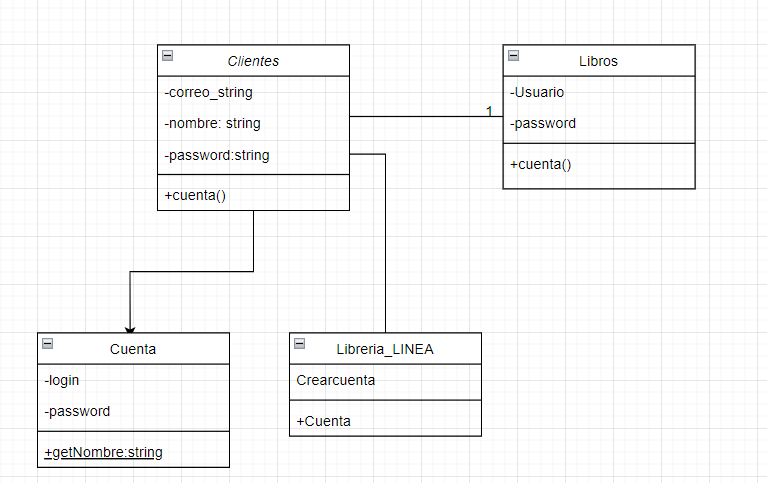 Clientes
-correo_string
-nombre: string
-password:string
+cuenta()
1
Libros
-Usuario
-password
+cuenta()
Cuenta
-login
-password
+getNombre:string
Libreria_LINEA
Crearcuenta
+Cuenta